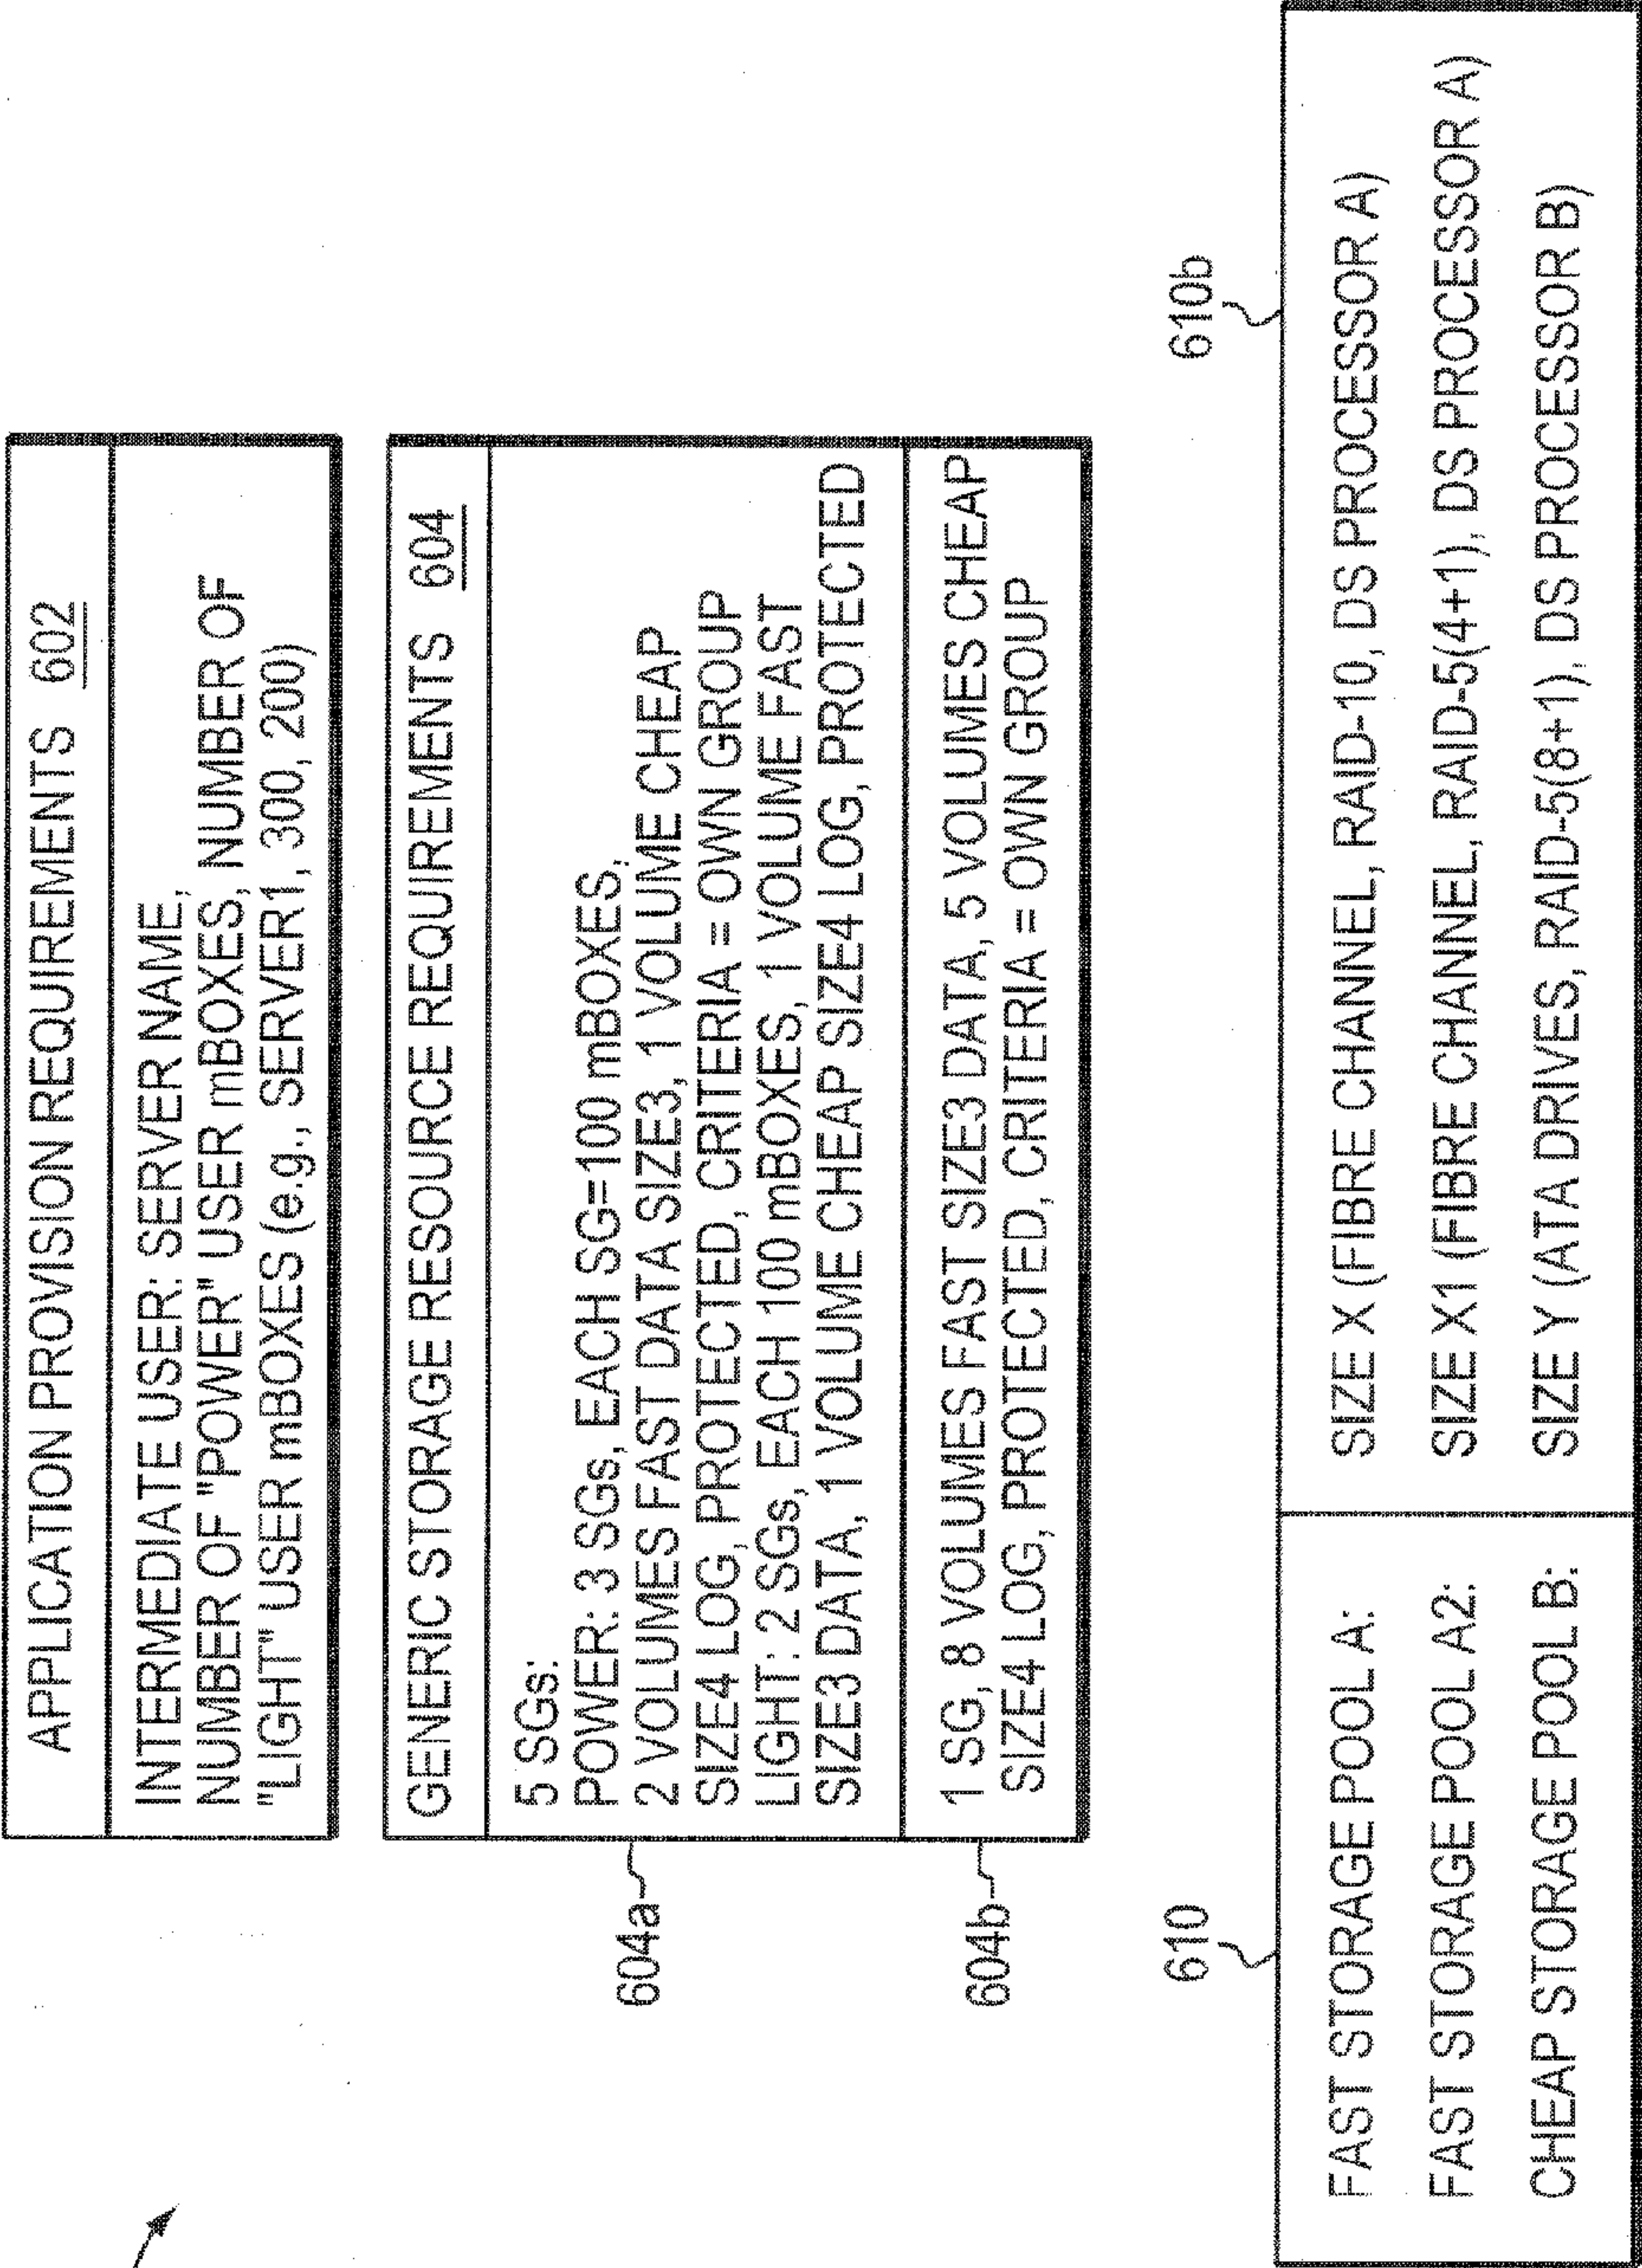 APPLICATION PROVISION REQUIREMENTS 602
INTERMEDIATE USER: SERVER NAME,
NUMBER OF "POWER" USER mBOXES, NUMBER OF
"LIGHT" USER mBOXES (e.g., SERVER1, 300, 200)
GENERIC STORAGE RESOURCE REQUIREMENTS 604
604a
5 SGs:
POWER: 3 SGs, EACH SG=100 mBOXES,
2 VOLUMES FAST DATA SIZE3, 1 VOLUME CHEAP
SIZE4 LOG, PROTECTED, CRITERIA = OWN GROUP
LIGHT: 2 SGs, EACH 100 mBOXES, 1 VOLUME FAST
SIZE3 DATA, 1 VOLUME CHEAP SIZE4 LOG, PROTECTED
604b
1 SG, 8 VOLUMES FAST SIZE3 DATA, 5 VOLUMES CHEAP
SIZE4 LOG, PROTECTED, CRITERIA = OWN GROUP
610
610b
FAST STORAGE POOL A: SIZE X (FIBRE CHANNEL, RAID-10, DS PROCESSOR A)
FAST STORAGE POOL A2: SIZE X1 (FIBRE CHANNEL, RAID-5(4+1), DS PROCESSOR A)
CHEAP STORAGE POOL B: SIZE Y (ATA DRIVES, RAID-5(8+1), DS PROCESSOR B)